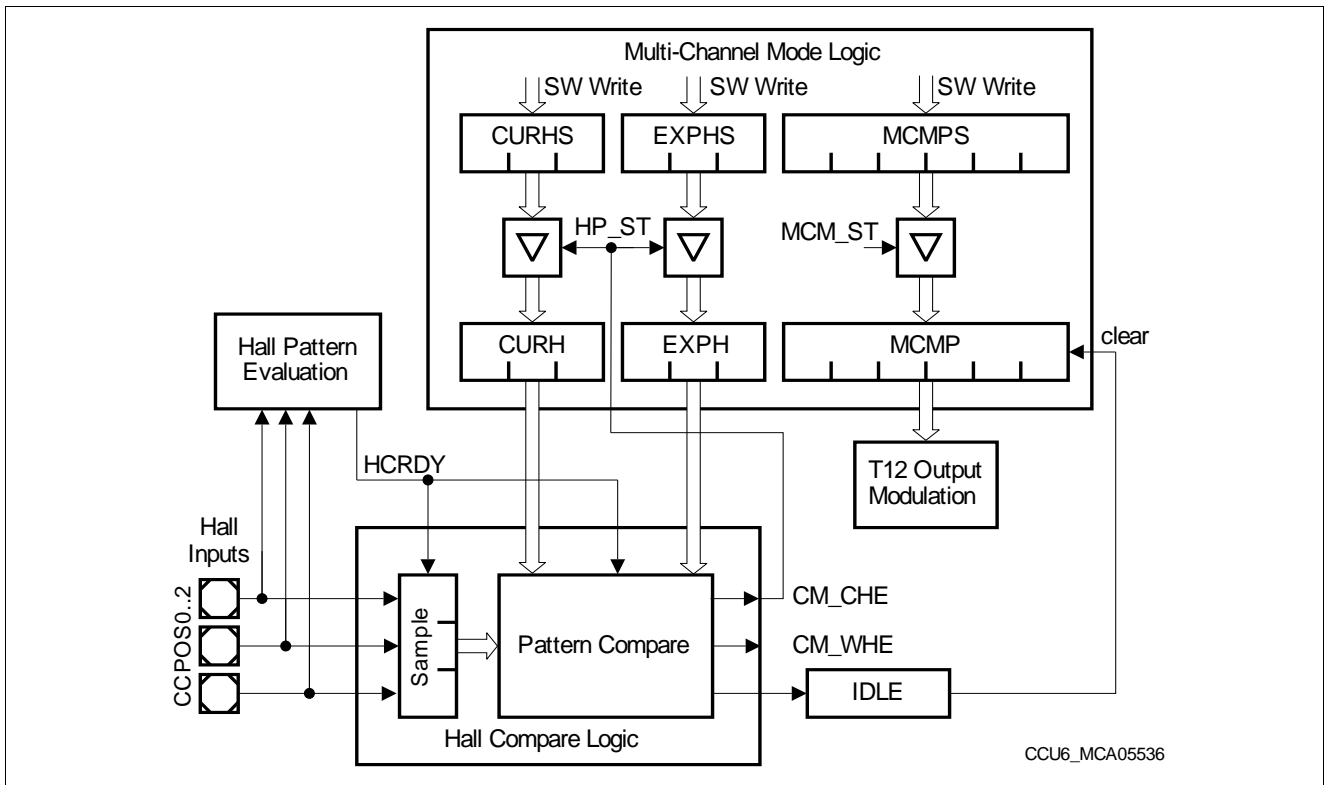 Multi-Channel Mode Logic
SW Write
SW Write
SW Write
CURHS
EXPHS
MCMPS
HP_ST
MCM_ST
CURH
EXPH
MCMP
clear
Hall Pattern
Evaluation
HCRDY
T12 Output
Modulation
Hall
Inputs
CCPOS0..2
Sample
Pattern Compare
CM_CHE
CM_WHE
IDLE
Hall Compare Logic
CCU6_MCA05536